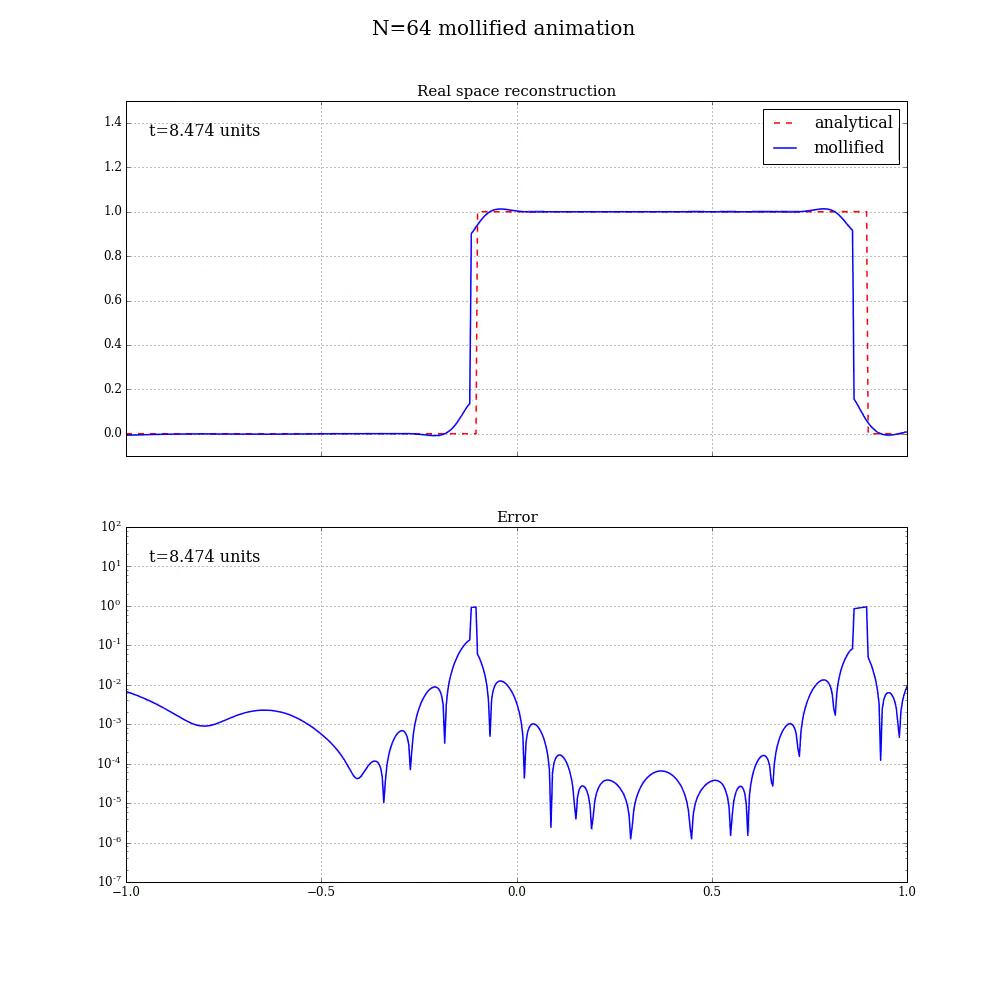 N=64 mollified animation
Real space reconstruction
t=8.474 units
analytical
mollified
1.4
1.2
1.0
0.8
0.6
0.4
0.2
0.0
Error
t=8.474 units
10²
10¹
10⁰
10⁻¹
10⁻²
10⁻³
10⁻⁴
10⁻⁵
10⁻⁶
10⁻⁷
−1.0 −0.5 0.0 0.5 1.0